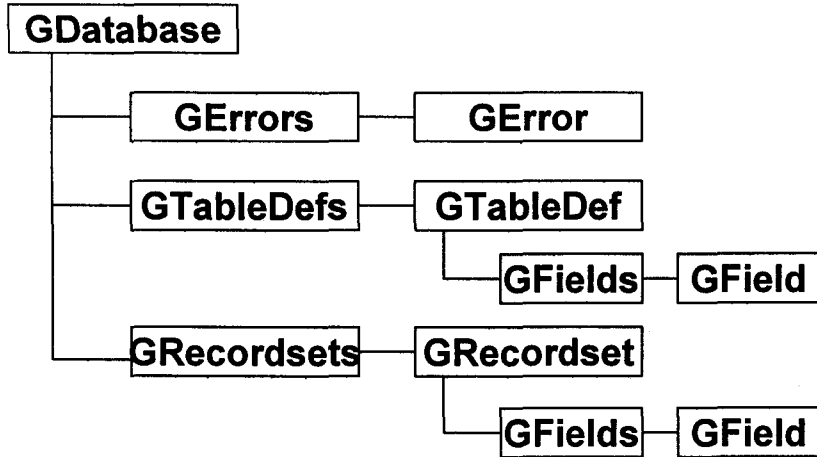 GDatabase
GErrors
GError
GTableDefs
GTableDef
GFields
GField
GRecordsets
GRecordset
GFields
GField